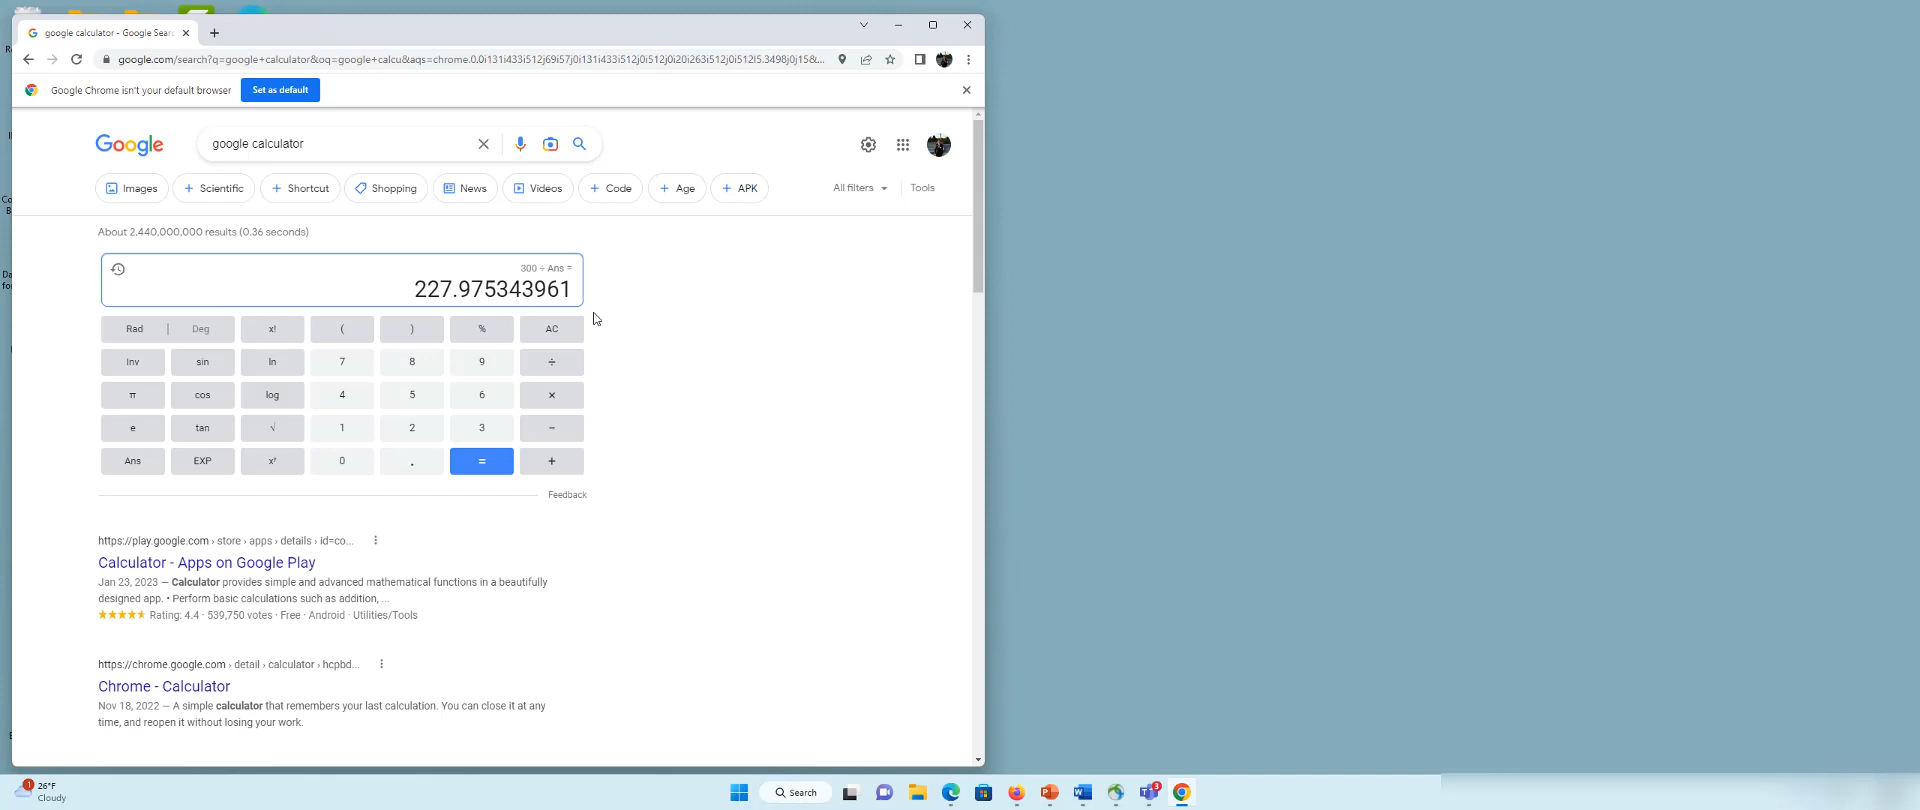 google calculator - Google Sear
google.com/search?q=google+calculator&oq=google+calcu&aqs=chrome.0.0i131i433i512j69i57j0i131i433i512j0i512j0i20i263i512j0i512l5.3498j0j15&...
Google Chrome isn't your default browser
Set as default
Google
google calculator
Images
+ Scientific
+ Shortcut
Shopping
News
Videos
+ Code
+ Age
+ APK
All filters
Tools
About 2,440,000,000 results (0.36 seconds)
300 ÷ Ans =
227.975343961
Rad | Deg x! ( ) % AC
Inv sin ln 7 8 9 ÷
π cos log 4 5 6 ×
e tan √ 1 2 3 −
Ans EXP xʸ 0 . = +
Feedback
https://play.google.com › store › apps › details › id=co...
Calculator - Apps on Google Play
Jan 23, 2023 — Calculator provides simple and advanced mathematical functions in a beautifully
designed app. • Perform basic calculations such as addition, ...
Rating: 4.4 · 539,750 votes · Free · Android · Utilities/Tools
https://chrome.google.com › detail › calculator › hcpbd...
Chrome - Calculator
Nov 18, 2022 — A simple calculator that remembers your last calculation. You can close it at any
time, and reopen it without losing your work.
1
26°F
Cloudy
Search
3